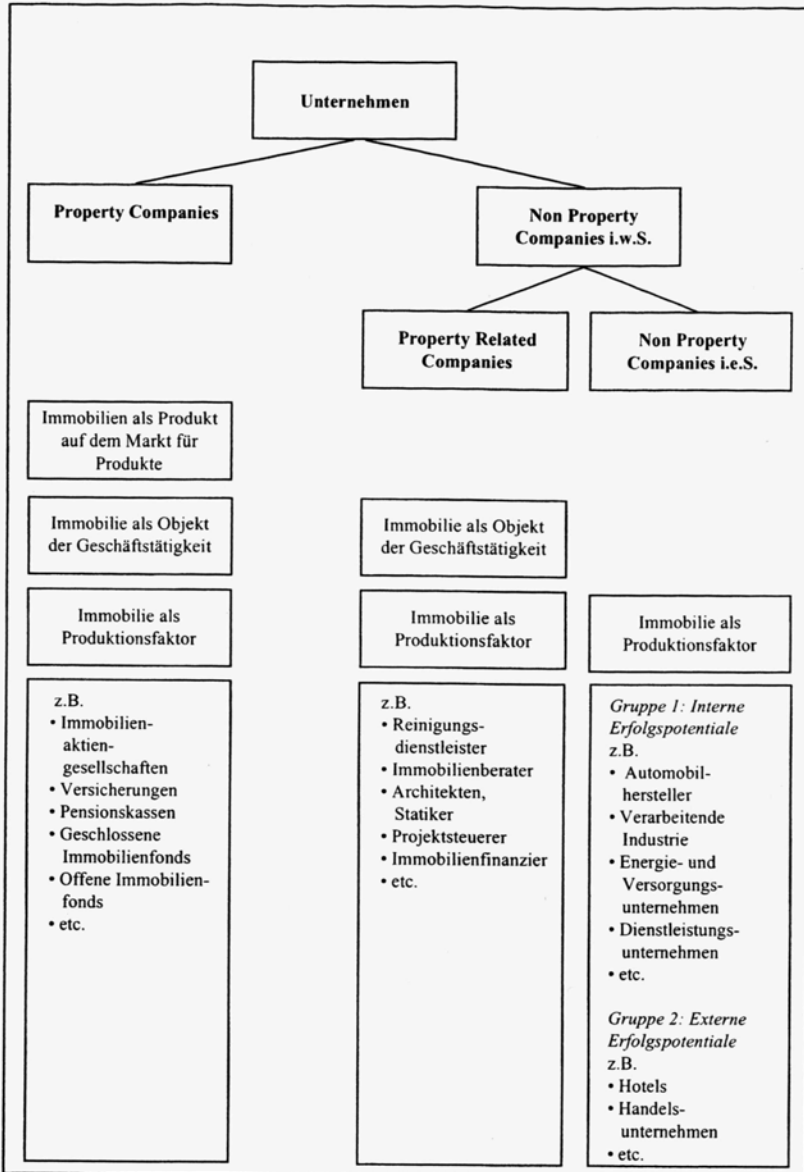 Unternehmen
Property Companies
Non Property
Companies i.w.S.
Property Related
Companies
Non Property
Companies i.e.S.
Immobilien als Produkt
auf dem Markt für
Produkte
Immobilie als Objekt
der Geschäftstätigkeit
Immobilie als
Produktionsfaktor
z.B.
• Immobilien-
aktien-
gesellschaften
• Versicherungen
• Pensionskassen
• Geschlossene
Immobilienfonds
• Offene Immobilien-
fonds
• etc.
Immobilie als Objekt
der Geschäftstätigkeit
Immobilie als
Produktionsfaktor
z.B.
• Reinigungs-
dienstleister
• Immobilienberater
• Architekten,
Statiker
• Projektsteuerer
• Immobilienfinanzier
• etc.
Immobilie als
Produktionsfaktor
Gruppe 1: Interne
Erfolgspotentiale
z.B.
• Automobil-
hersteller
• Verarbeitende
Industrie
• Energie- und
Versorgungs-
unternehmen
• Dienstleistungs-
unternehmen
• etc.
Gruppe 2: Externe
Erfolgspotentiale
z.B.
• Hotels
• Handels-
unternehmen
• etc.